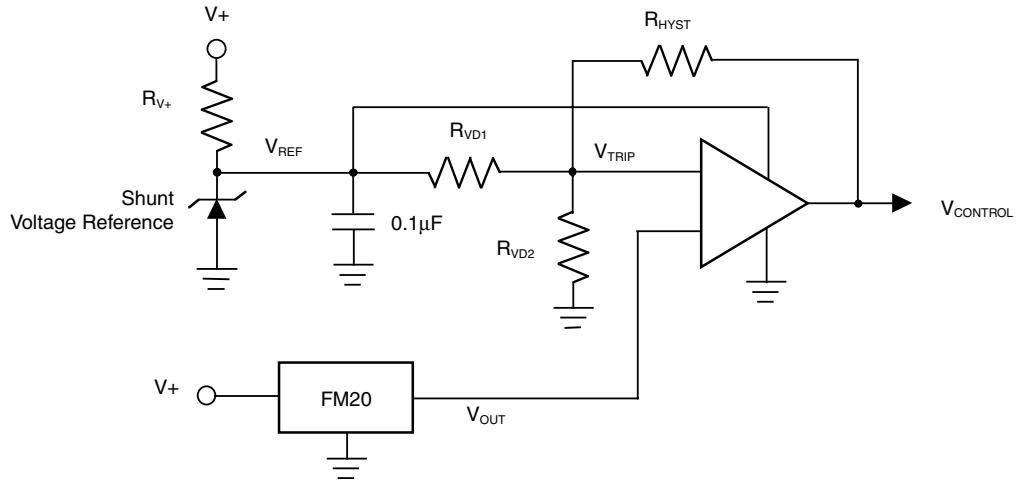 V+
R_HYST
R_V+
V_REF
R_VD1
V_TRIP
Shunt
Voltage Reference
0.1µF
R_VD2
V_CONTROL
V+
FM20
V_OUT